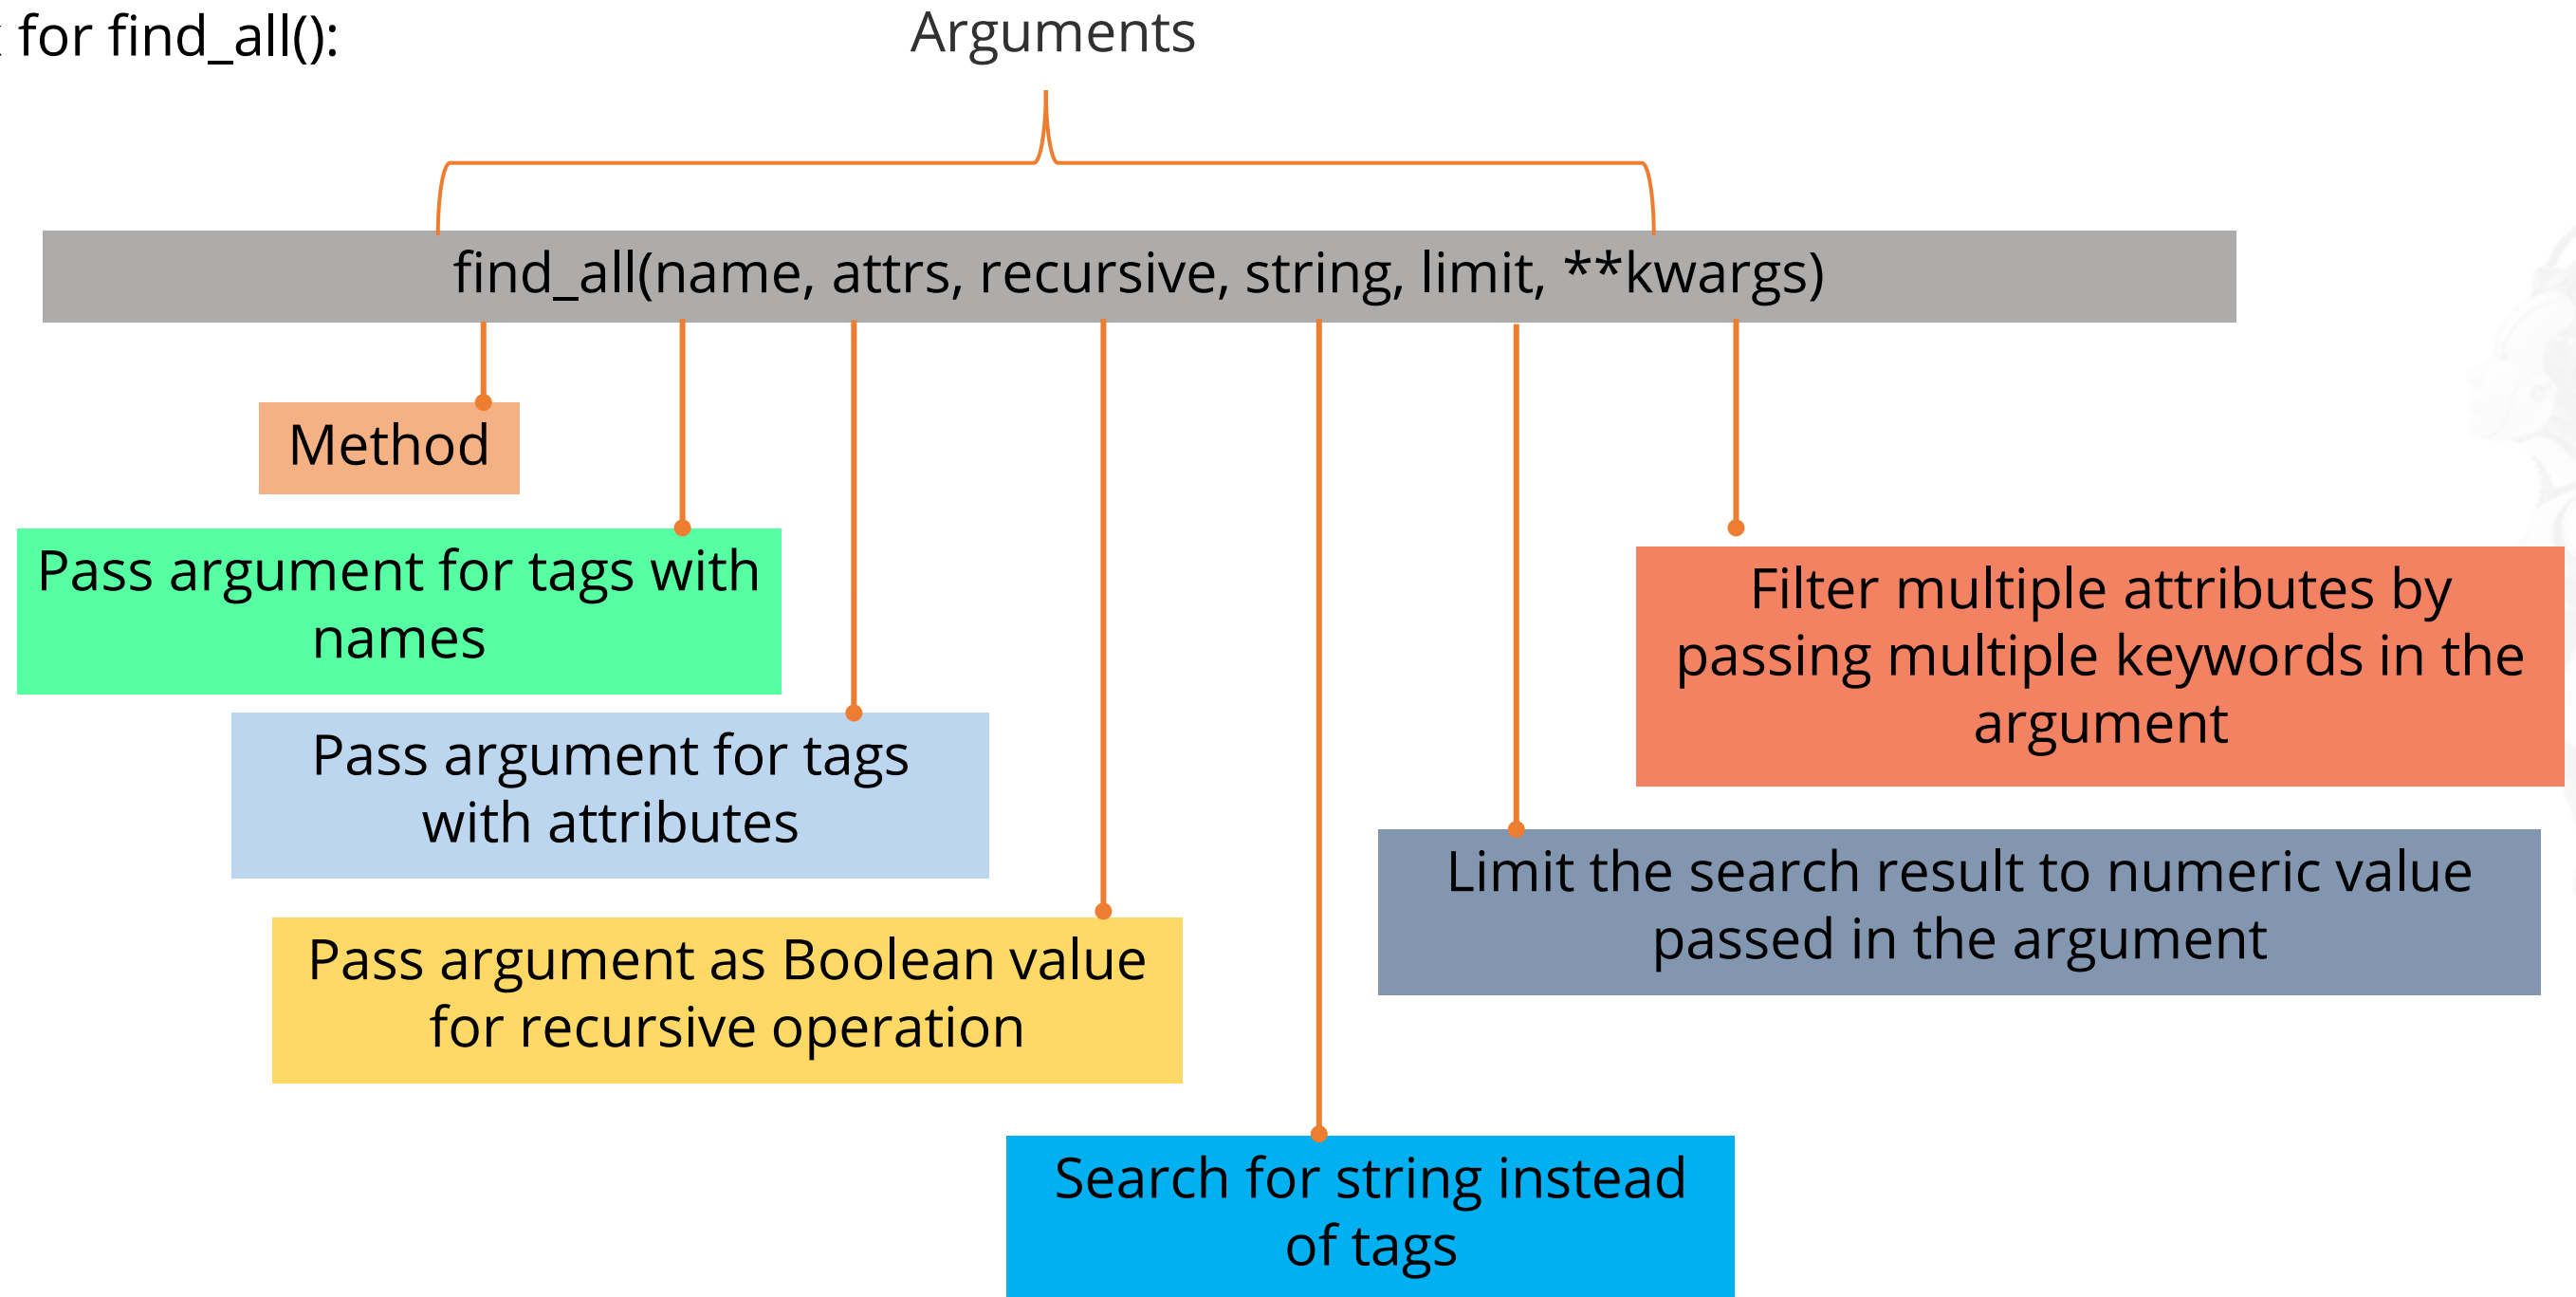 for find_all():
Arguments
find_all(name, attrs, recursive, string, limit, **kwargs)
Method
Pass argument for tags with
names
Pass argument for tags
with attributes
Pass argument as Boolean value
for recursive operation
Search for string instead
of tags
Limit the search result to numeric value
passed in the argument
Filter multiple attributes by
passing multiple keywords in the
argument